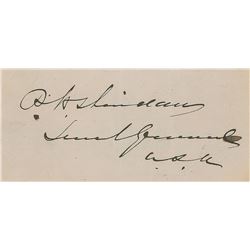 P. H. Sheridan
Lieut General
U.S.A.